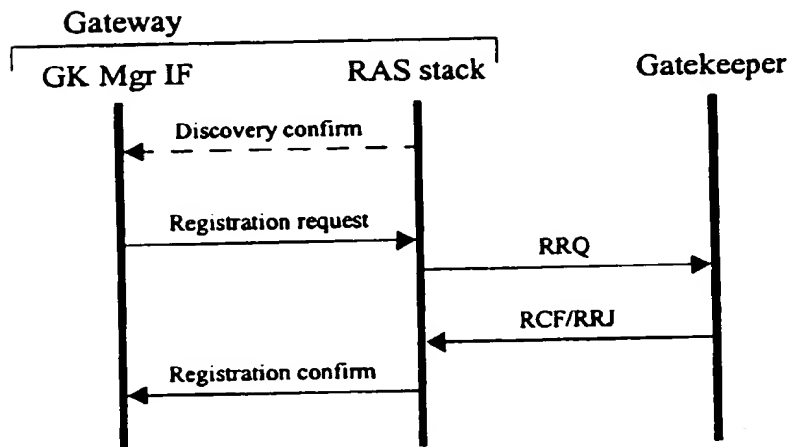 Gateway
GK Mgr IF
RAS stack
Gatekeeper
Discovery confirm
Registration request
RRQ
RCF/RRJ
Registration confirm